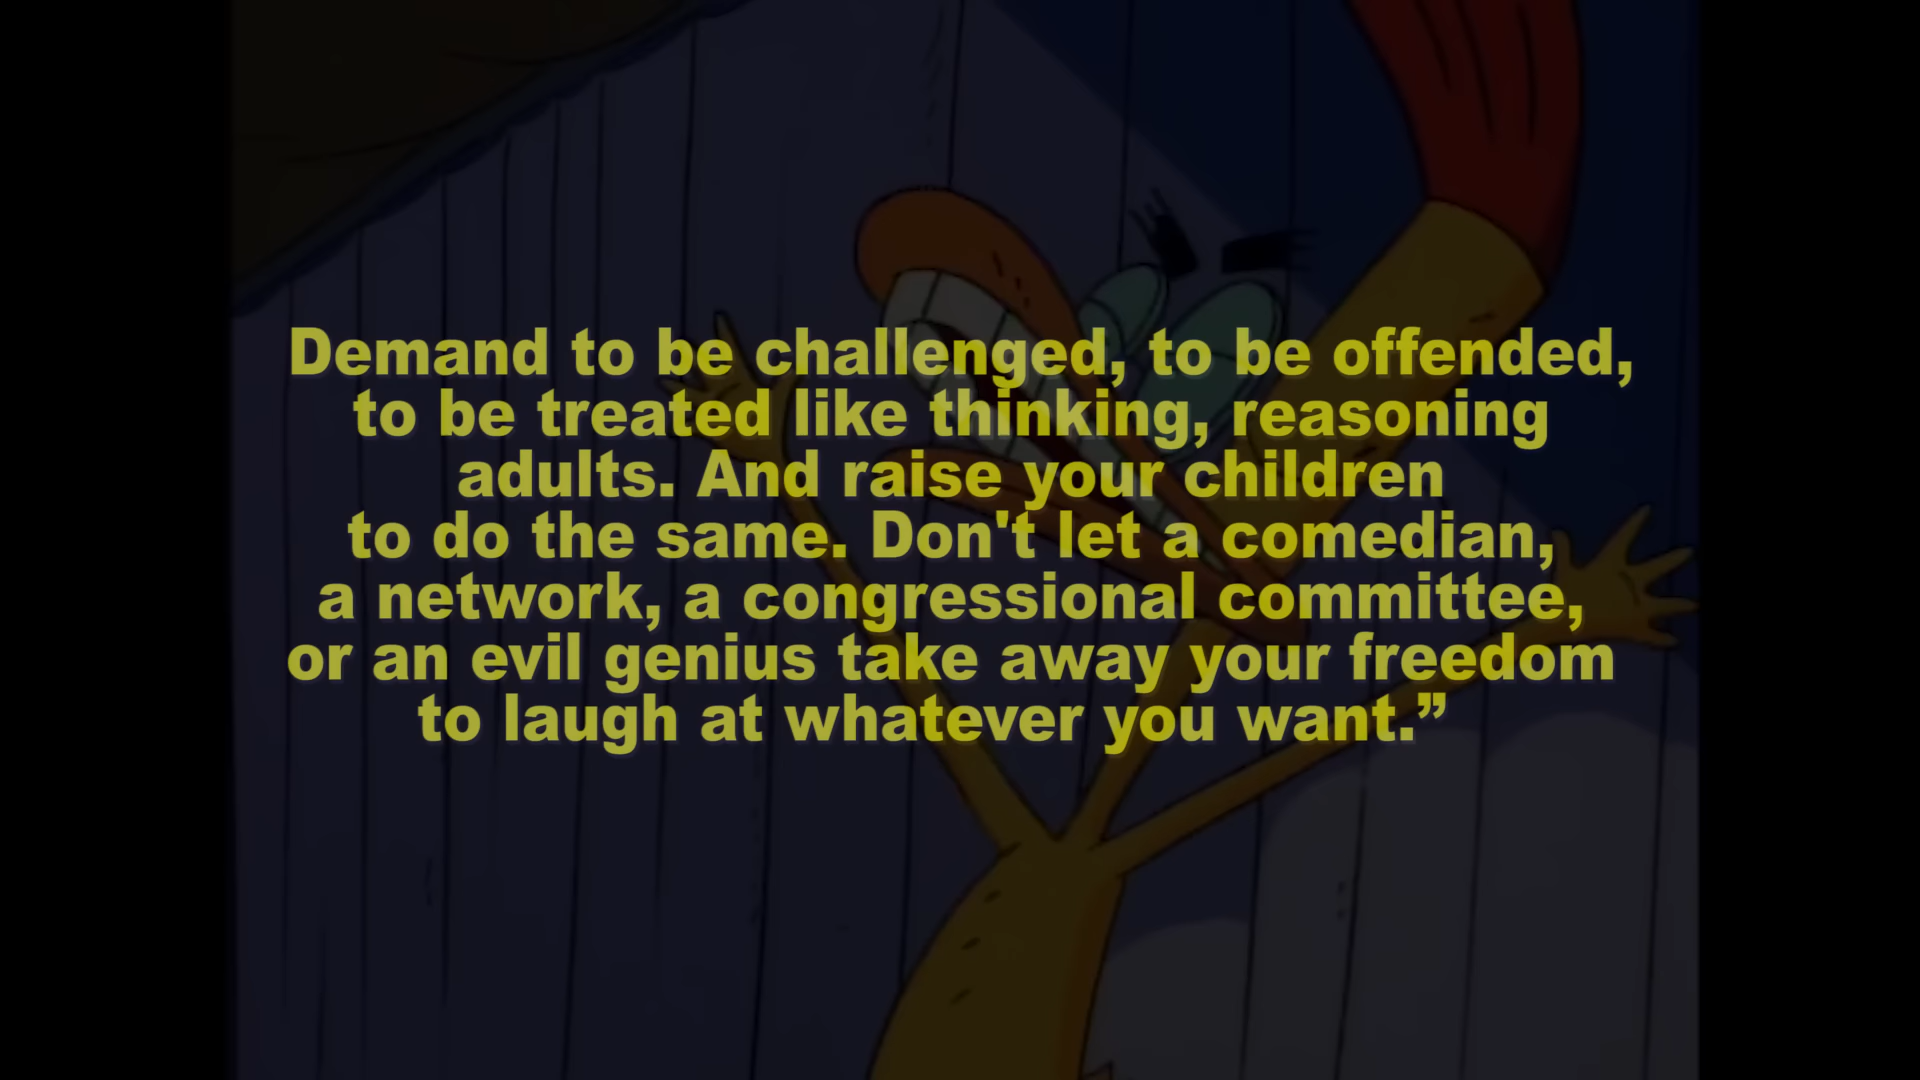 Demand to be challenged, to be offended,
to be treated like thinking, reasoning
adults. And raise your children
to do the same. Don't let a comedian,
a network, a congressional committee,
or an evil genius take away your freedom
to laugh at whatever you want.”